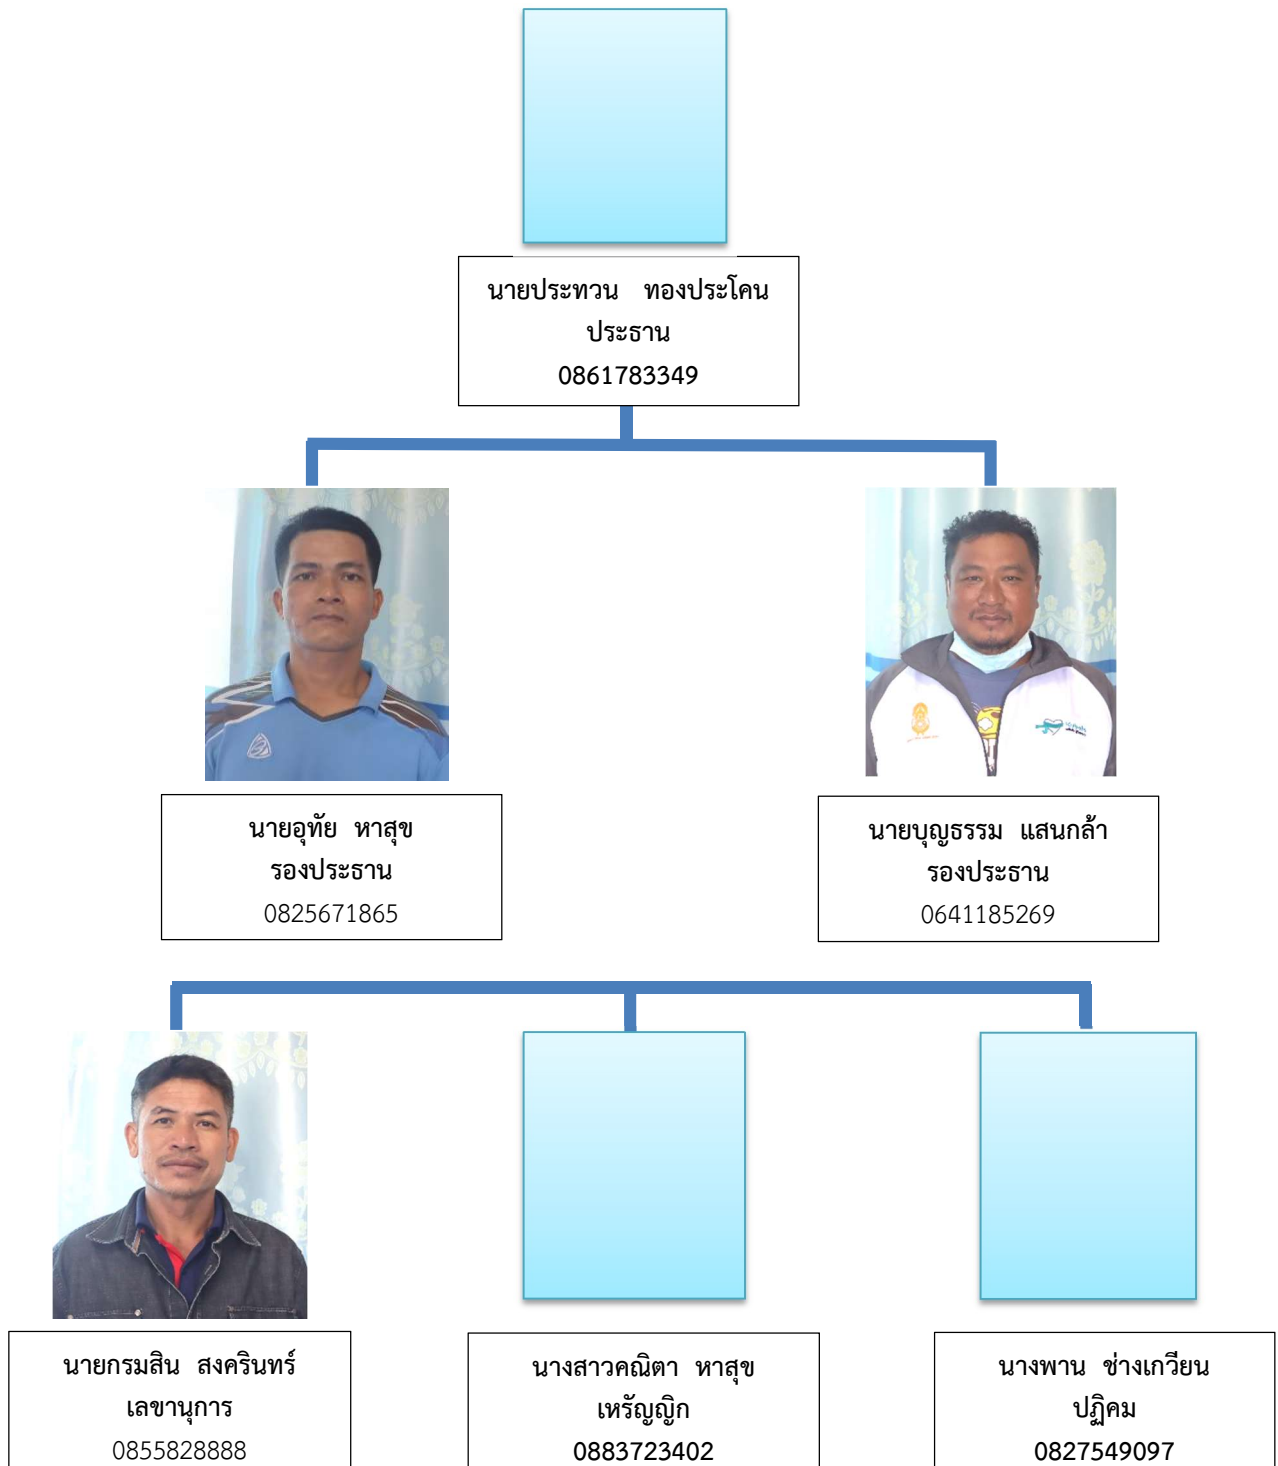 นายประทวน ทองประโคน
ประธาน
0861783349
นายอุทัย หาสุข
รองประธาน
0825671865
นายบุญธรรม แสนกล้า
รองประธาน
0641185269
นายกรมสิน สงครินทร์
เลขานุการ
0855828888
นางสาวคณิตา หาสุข
เหรัญญิก
0883723402
นางพาน ช่างเกวียน
ปฏิคม
0827549097